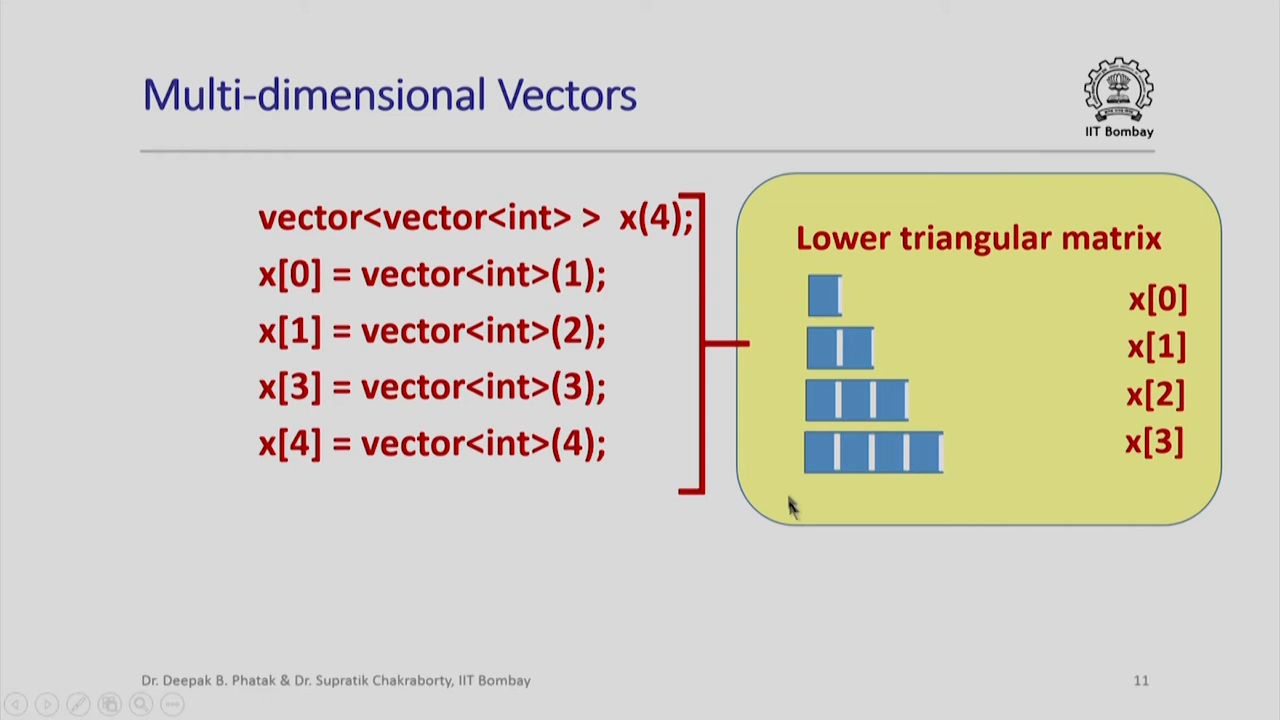 Multi-dimensional Vectors
IIT Bombay
vector<vector<int> > x(4);
x[0] = vector<int>(1);
x[1] = vector<int>(2);
x[3] = vector<int>(3);
x[4] = vector<int>(4);
Lower triangular matrix
x[0]
x[1]
x[2]
x[3]
Dr. Deepak B. Phatak & Dr. Supratik Chakraborty, IIT Bombay
11